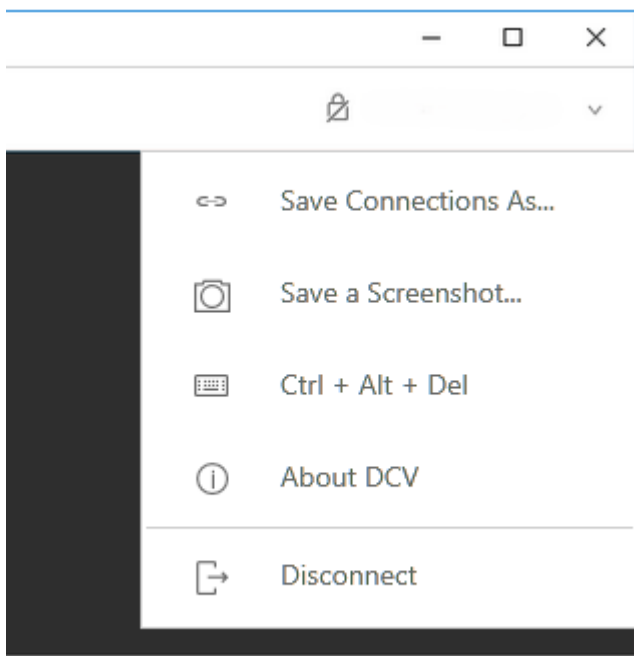 Save Connections As...
Save a Screenshot...
Ctrl + Alt + Del
About DCV
Disconnect